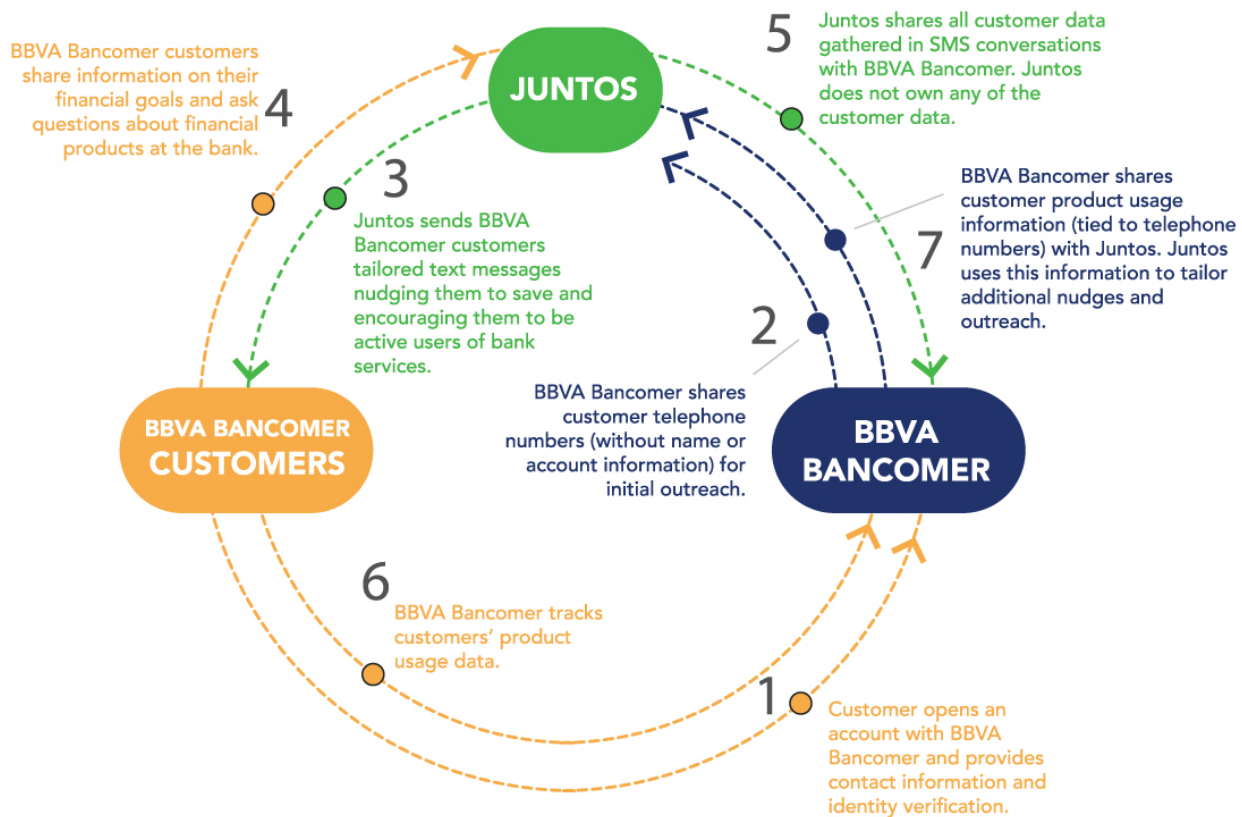 BBVA Bancomer customers
share information on their
financial goals and ask
questions about financial
products at the bank.
4
JUNTOS
5
Juntos shares all customer data
gathered in SMS conversations
with BBVA Bancomer. Juntos
does not own any of the
customer data.
3
Juntos sends BBVA
Bancomer customers
tailored text messages
nudging them to save and
encouraging them to be
active users of bank
services.
7
BBVA Bancomer shares
customer product usage
information (tied to telephone
numbers) with Juntos. Juntos
uses this information to tailor
additional nudges and
outreach.
2
BBVA Bancomer shares
customer telephone
numbers (without name or
account information) for
initial outreach.
BBVA BANCOMER
CUSTOMERS
BBVA
BANCOMER
6
BBVA Bancomer tracks
customers’ product
usage data.
1
Customer opens an
account with BBVA
Bancomer and provides
contact information and
identity verification.